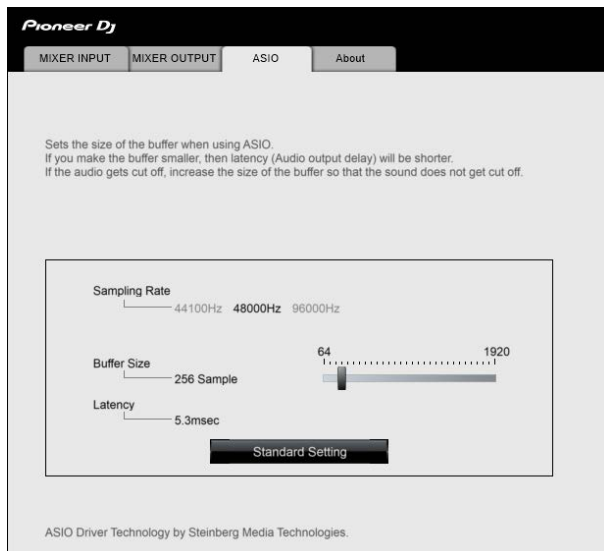 Pioneer Dj
MIXER INPUT MIXER OUTPUT ASIO About
Sets the size of the buffer when using ASIO.
If you make the buffer smaller, then latency (Audio output delay) will be shorter.
If the audio gets cut off, increase the size of the buffer so that the sound does not get cut off.
Sampling Rate
44100Hz 48000Hz 96000Hz
64 1920
Buffer Size
256 Sample
Latency
5.3msec
Standard Setting
ASIO Driver Technology by Steinberg Media Technologies.